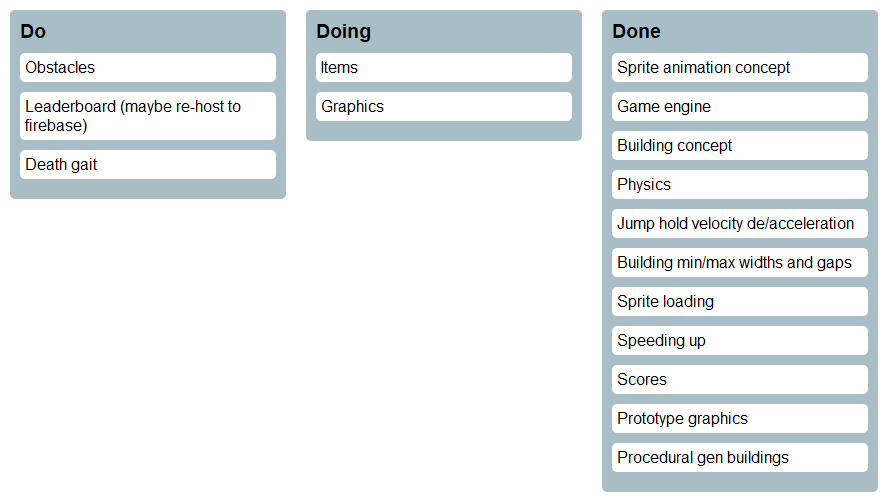 Do
Obstacles
Leaderboard (maybe re-host to
firebase)
Death gait
Doing
Items
Graphics
Done
Sprite animation concept
Game engine
Building concept
Physics
Jump hold velocity de/acceleration
Building min/max widths and gaps
Sprite loading
Speeding up
Scores
Prototype graphics
Procedural gen buildings